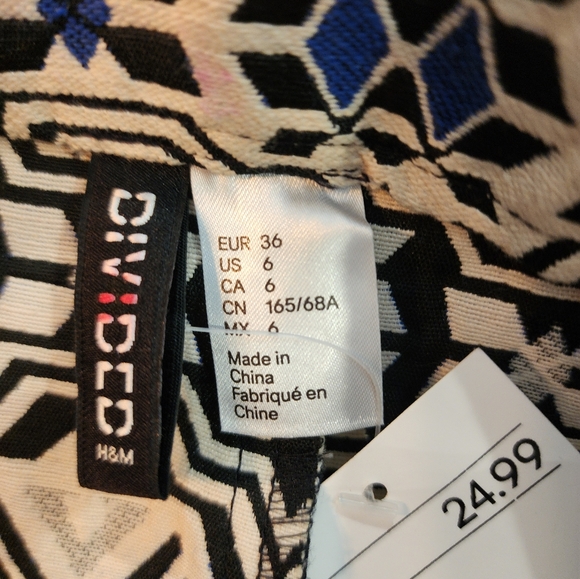 DIVIDED
H&M
EUR 36
US 6
CA 6
CN 165/68A
MX 6
Made in
China
Fabriqué en
Chine
24.99